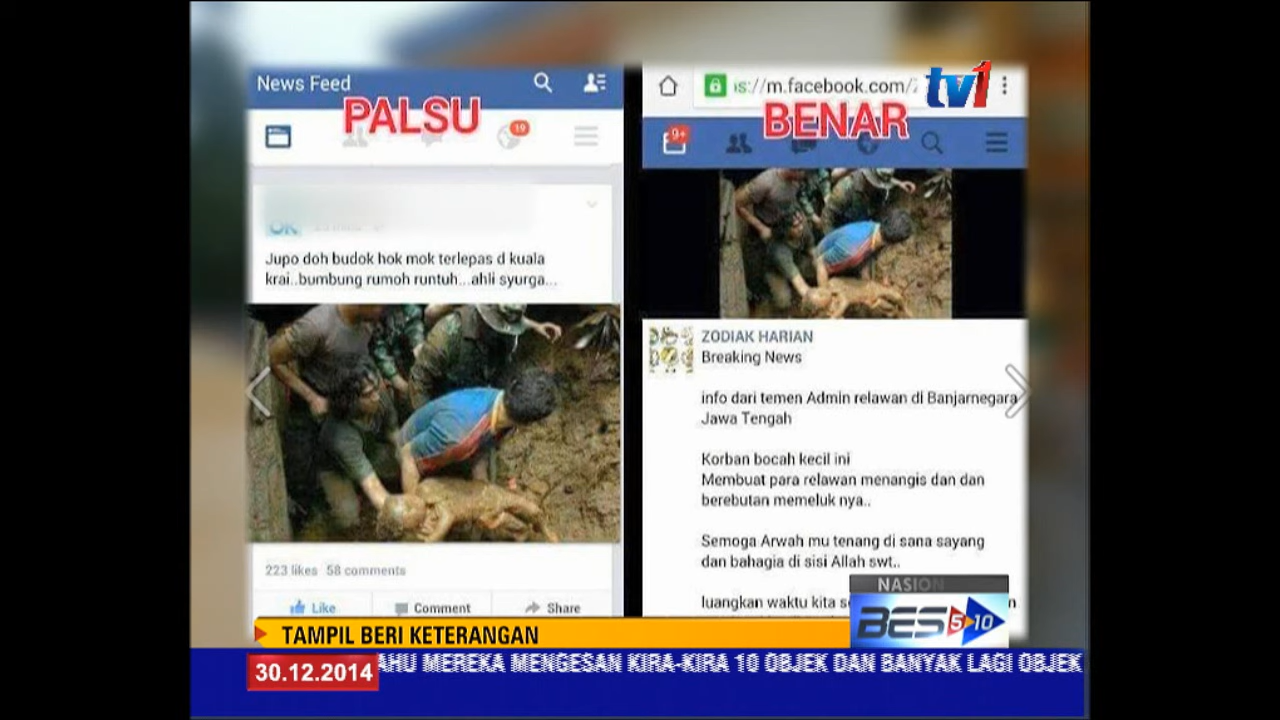 tv1
News Feed
PALSU
19
Jupo doh budok hok mok terlepas d kuala
krai..bumbung rumoh runtuh...ahli syurga...
223 likes 58 comments
Like Comment Share
is://m.facebook.com/
BENAR
9+
ZODIAK HARIAN
Breaking News
info dari temen Admin relawan di Banjarnegara
Jawa Tengah
Korban bocah kecil ini
Membuat para relawan menangis dan dan
berebutan memeluk nya..
Semoga Arwah mu tenang di sana sayang
dan bahagia di sisi Allah swt..
luangkan waktu kita
NASION
BES 5 10
TAMPIL BERI KETERANGAN
30.12.2014
AHU MEREKA MENGESAN KIRA-KIRA 10 OBJEK DAN BANYAK LAGI OBJEK